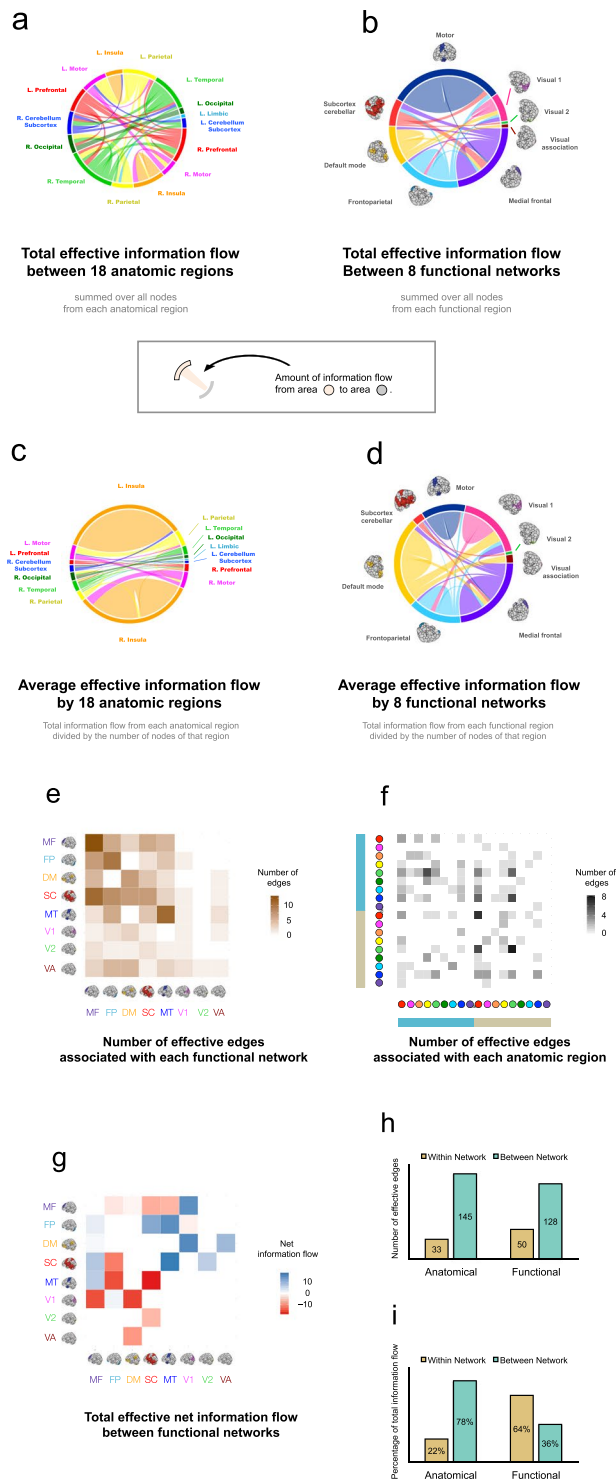 a
L. Insula
L. Parietal
L. Motor
L. Temporal
L. Prefrontal
L. Occipital
L. Limbic
L. Cerebellum
Subcortex
R. Cerebellum
Subcortex
R. Prefrontal
R. Occipital
R. Motor
R. Temporal
R. Insula
R. Parietal
Total effective information flow
between 18 anatomic regions
summed over all nodes
from each anatomical region
b
Motor
Visual 1
Visual 2
Visual
association
Subcortex
cerebellar
Default mode
Frontoparietal
Medial frontal
Total effective information flow
Between 8 functional networks
summed over all nodes
from each functional region
Amount of information flow
from area to area .
c
L. Insula
L. Parietal
L. Temporal
L. Occipital
L. Limbic
L. Cerebellum
Subcortex
R. Prefrontal
R. Motor
L. Motor
L. Prefrontal
R. Cerebellum
Subcortex
R. Occipital
R. Temporal
R. Parietal
R. Insula
Average effective information flow
by 18 anatomic regions
Total information flow from each anatomical region
divided by the number of nodes of that region
d
Motor
Subcortex
cerebellar
Visual 1
Visual 2
Visual
association
Default mode
Frontoparietal
Medial frontal
Average effective information flow
by 8 functional networks
Total information flow from each functional region
divided by the number of nodes of that region
e
MF
FP
DM
SC
MT
V1
V2
VA
Number of
edges
10
5
0
MF FP DM SC MT V1 V2 VA
Number of effective edges
associated with each functional network
f
Number of
edges
8
4
0
Number of effective edges
associated with each anatomic region
g
MF
FP
DM
SC
MT
V1
V2
VA
Net
information flow
10
0
−10
MF FP DM SC MT V1 V2 VA
Total effective net information flow
between functional networks
h
Within Network Between Network
Number of effective edges
33
145
50
128
Anatomical Functional
i
Within Network Between Network
Percentage of total information flow
22%
78%
64%
36%
Anatomical Functional